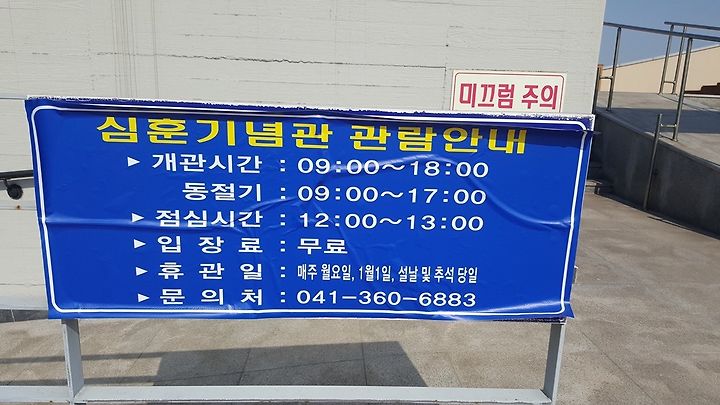 미끄럼 주의
심훈기념관 관람안내
▶ 개관시간 : 09:00~18:00
동절기 : 09:00~17:00
▶ 점심시간 : 12:00~13:00
▶ 입 장 료 : 무료
▶ 휴 관 일 : 매주 월요일, 1월1일, 설날 및 추석 당일
▶ 문 의 처 : 041-360-6883